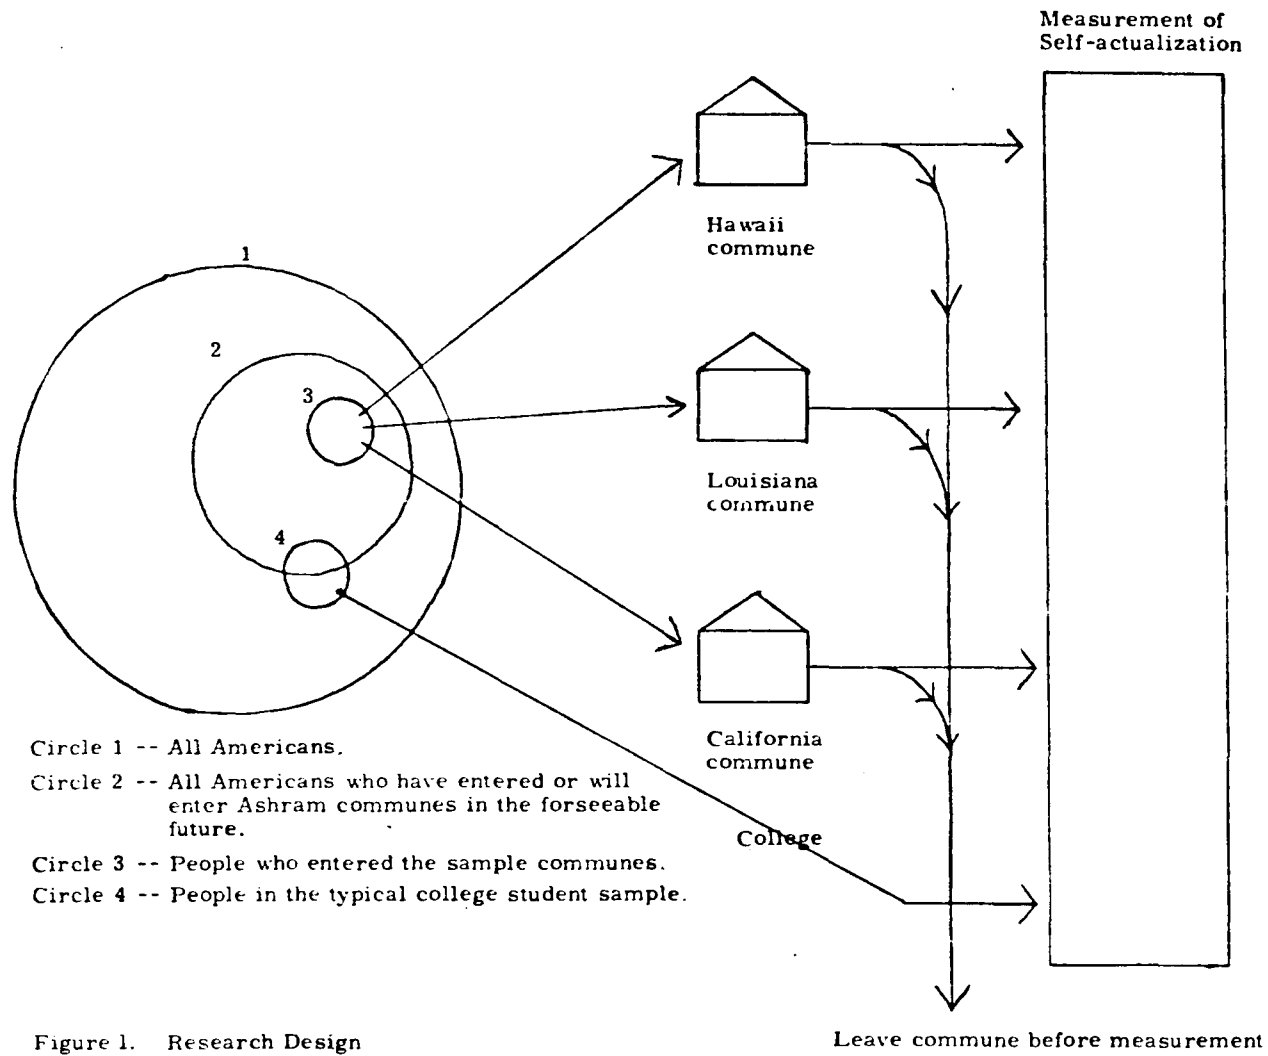 Measurement of
Self-actualization
1
2
3
4
Hawaii
commune
Louisiana
commune
California
commune
College
Circle 1 -- All Americans.
Circle 2 -- All Americans who have entered or will
enter Ashram communes in the forseeable
future.
Circle 3 -- People who entered the sample communes.
Circle 4 -- People in the typical college student sample.
Figure 1. Research Design
Leave commune before measurement